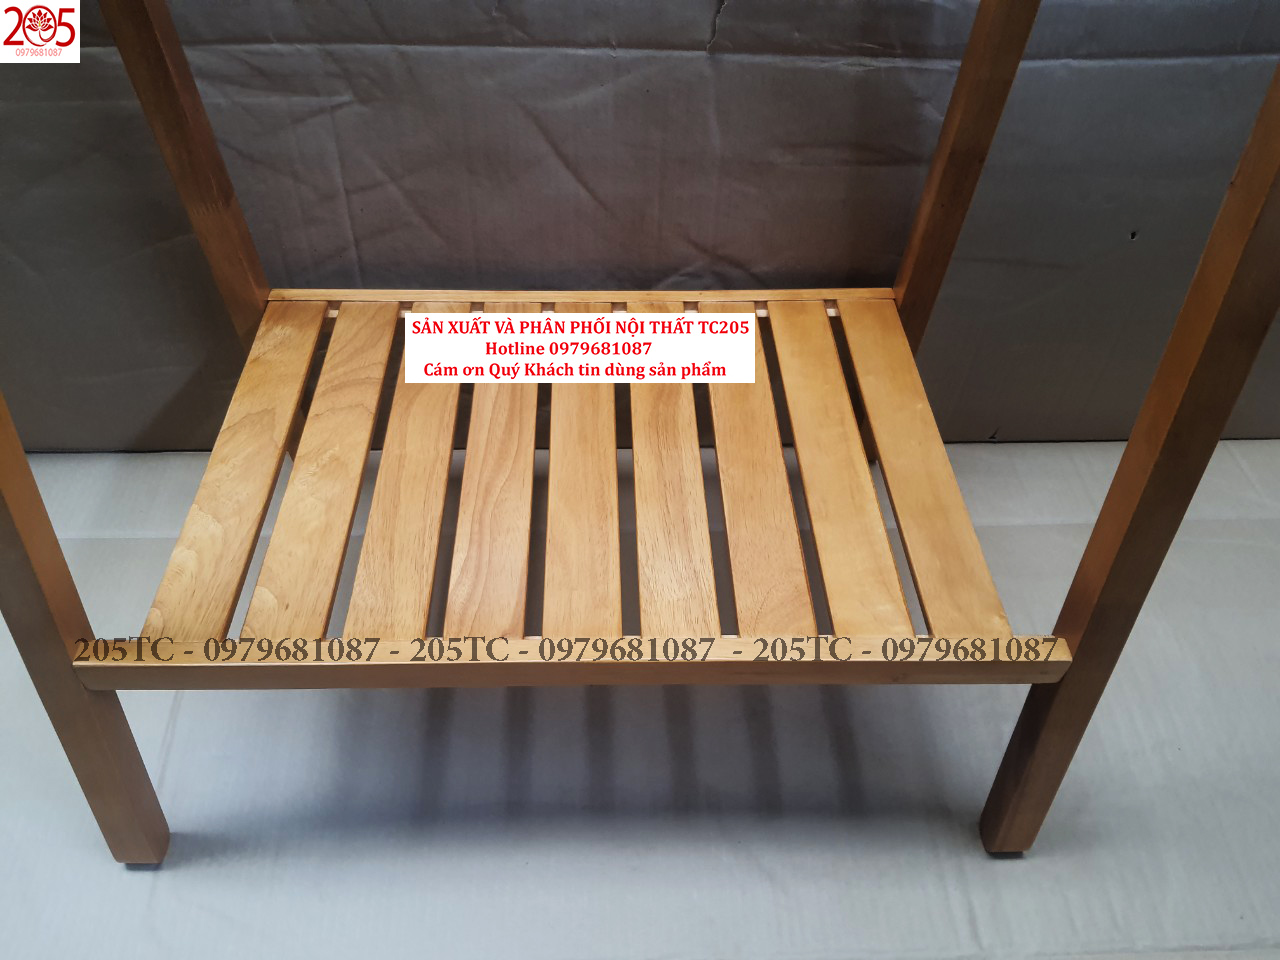 205
0979681087
SẢN XUẤT VÀ PHÂN PHỐI NỘI THẤT TC205
Hotline 0979681087
Cám ơn Quý Khách tin dùng sản phẩm
205TC - 0979681087 - 205TC - 0979681087 - 205TC - 0979681087